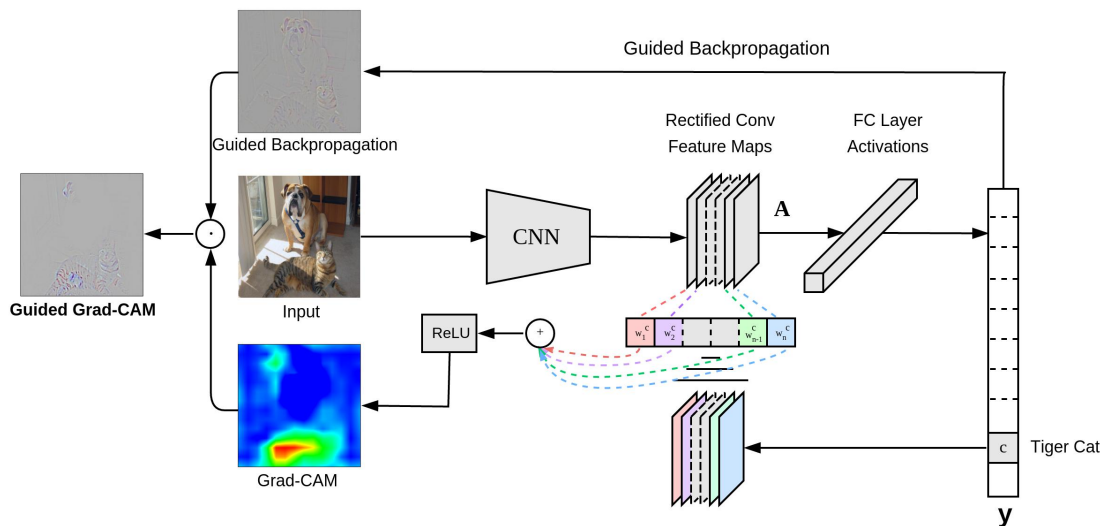 Guided Backpropagation
Rectified Conv
Feature Maps
FC Layer
Activations
Guided Backpropagation
A
CNN
Guided Grad-CAM
Input
w1c w2c wn-1c wnc
ReLU
+
c
Tiger Cat
Grad-CAM
y